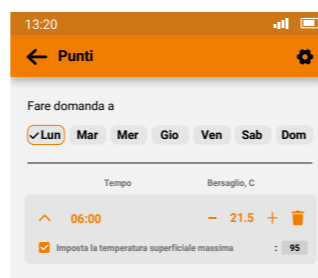 13:20
Punti
Fare domanda a
Lun Mar Mer Gio Ven Sab Dom
Tempo Bersaglio, C
06:00 − 21.5 +
Imposta la temperatura superficiale massima : 95